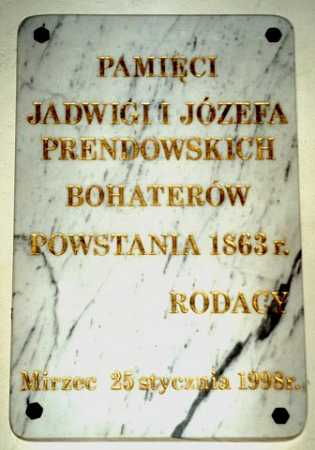 PAMIĘCI
JADWIGI I JÓZEFA
PRENDOWSKICH
BOHATERÓW
POWSTANIA 1863 r.
RODACY
Mirzec 25 stycznia 1998r.